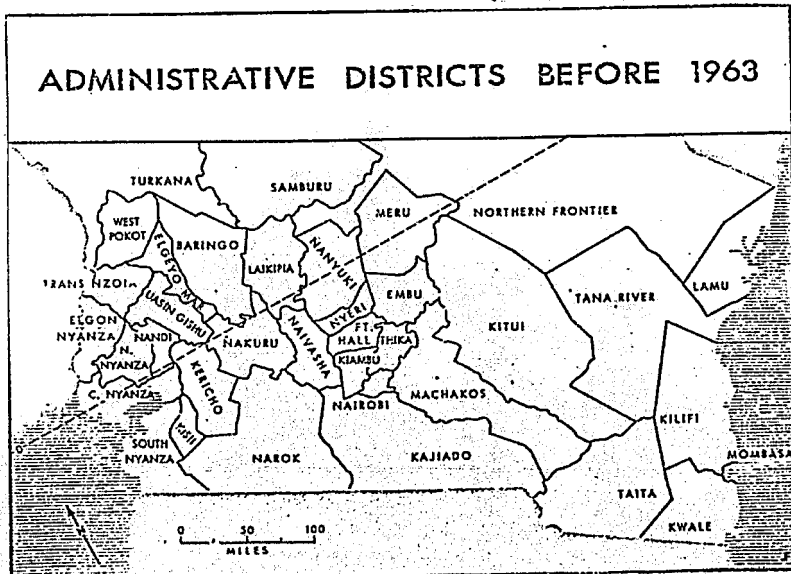 ADMINISTRATIVE DISTRICTS BEFORE 1963
TURKANA
SAMBURU
WEST
POKOT
BARINGO
ELGEYO MAR.
LAIKIPIA
NANYUKI
MERU
NORTHERN FRONTIER
TRANS NZOIA
UASIN GISHU
ELGON
NYANZA
NANDI
N.
NYANZA
C. NYANZA
KERICHO
NAKURU
NAIVASHA
NYERI
FT.
HALL
KIAMBU
THIKA
EMBU
KITUI
TANA RIVER
LAMU
MACHAKOS
NAIROBI
KISII
SOUTH
NYANZA
NAROK
KAJIADO
KILIFI
MOMBASA
TAITA
KWALE
0
0 50 100
MILES